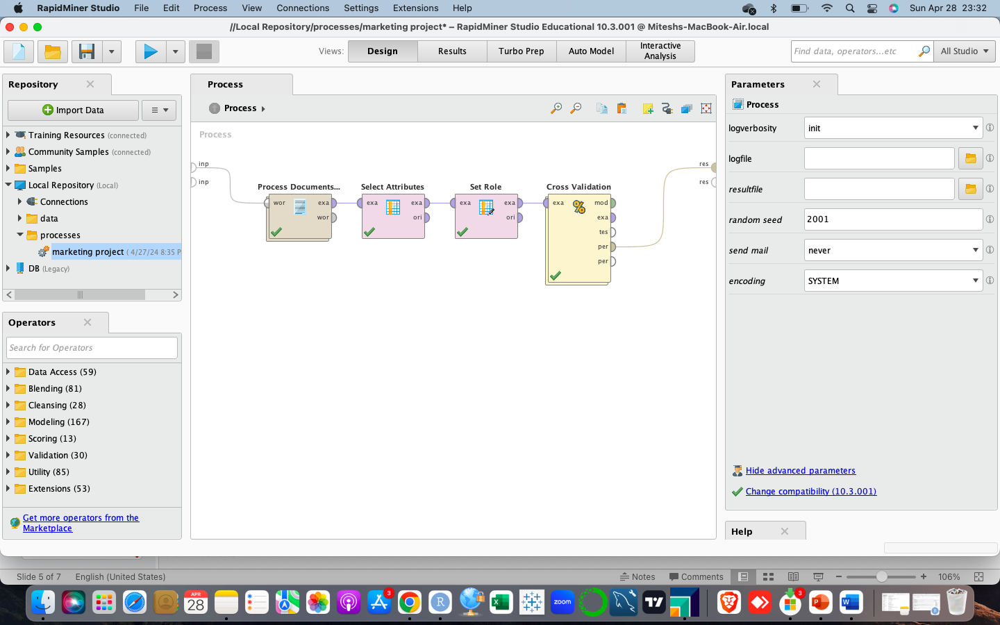 RapidMiner Studio File Edit Process View Connections Settings Extensions Help Sun Apr 28 23:32
//Local Repository/processes/marketing project* – RapidMiner Studio Educational 10.3.001 @ Miteshs-MacBook-Air.local
Views: Design Results Turbo Prep Auto Model Interactive Analysis Find data, operators...etc All Studio
Repository
Import Data
Training Resources (connected)
Community Samples (connected)
Samples
Local Repository (Local)
Connections
data
processes
marketing project ( 4/27/24 8:35 P
DB (Legacy)
Operators
Search for Operators
Data Access (59)
Blending (81)
Cleansing (28)
Modeling (167)
Scoring (13)
Validation (30)
Utility (85)
Extensions (53)
Get more operators from the
Marketplace
Process
Process
Process
inp
inp
res
res
Process Documents...
wor exa
wor
Select Attributes
exa exa
ori
Set Role
exa exa
ori
Cross Validation
exa mod
exa
tes
per
per
Parameters
Process
logverbosity init
logfile
resultfile
random seed 2001
send mail never
encoding SYSTEM
Hide advanced parameters
Change compatibility (10.3.001)
Help
Slide 5 of 7 English (United States) Notes Comments 106%
APR
28
3
zoom
3